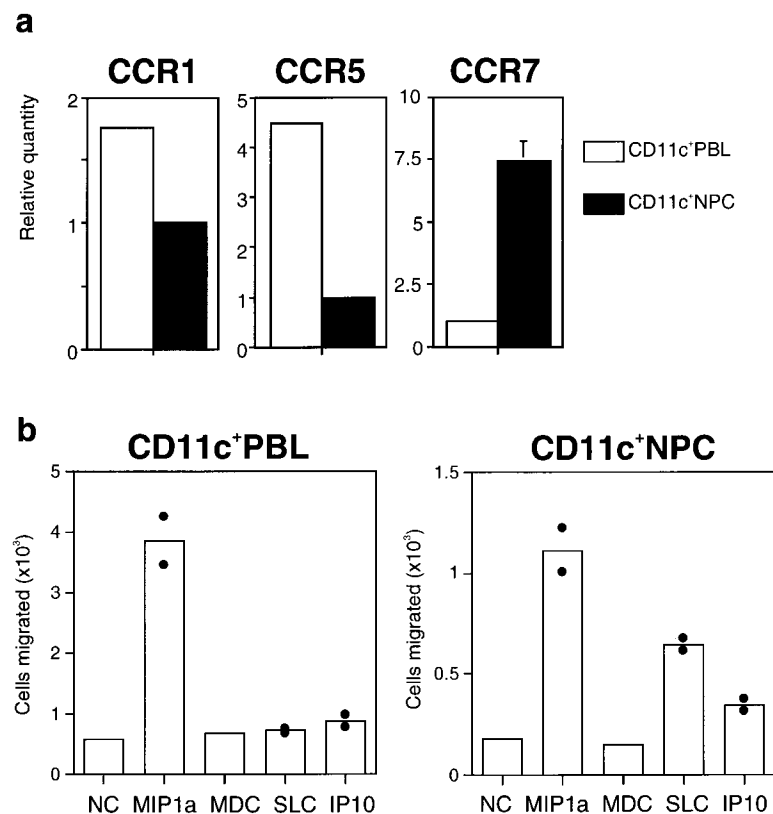 a
CCR1 CCR5 CCR7
Relative quantity
2
1
0
5
4
3
2
1
0
10
7.5
5
2.5
0
CD11c⁺PBL
CD11c⁺NPC
b
CD11c⁺PBL
Cells migrated (x10³)
5
4
3
2
1
0
NC MIP1a MDC SLC IP10
CD11c⁺NPC
Cells migrated (x10³)
1.5
1
0.5
0
NC MIP1a MDC SLC IP10